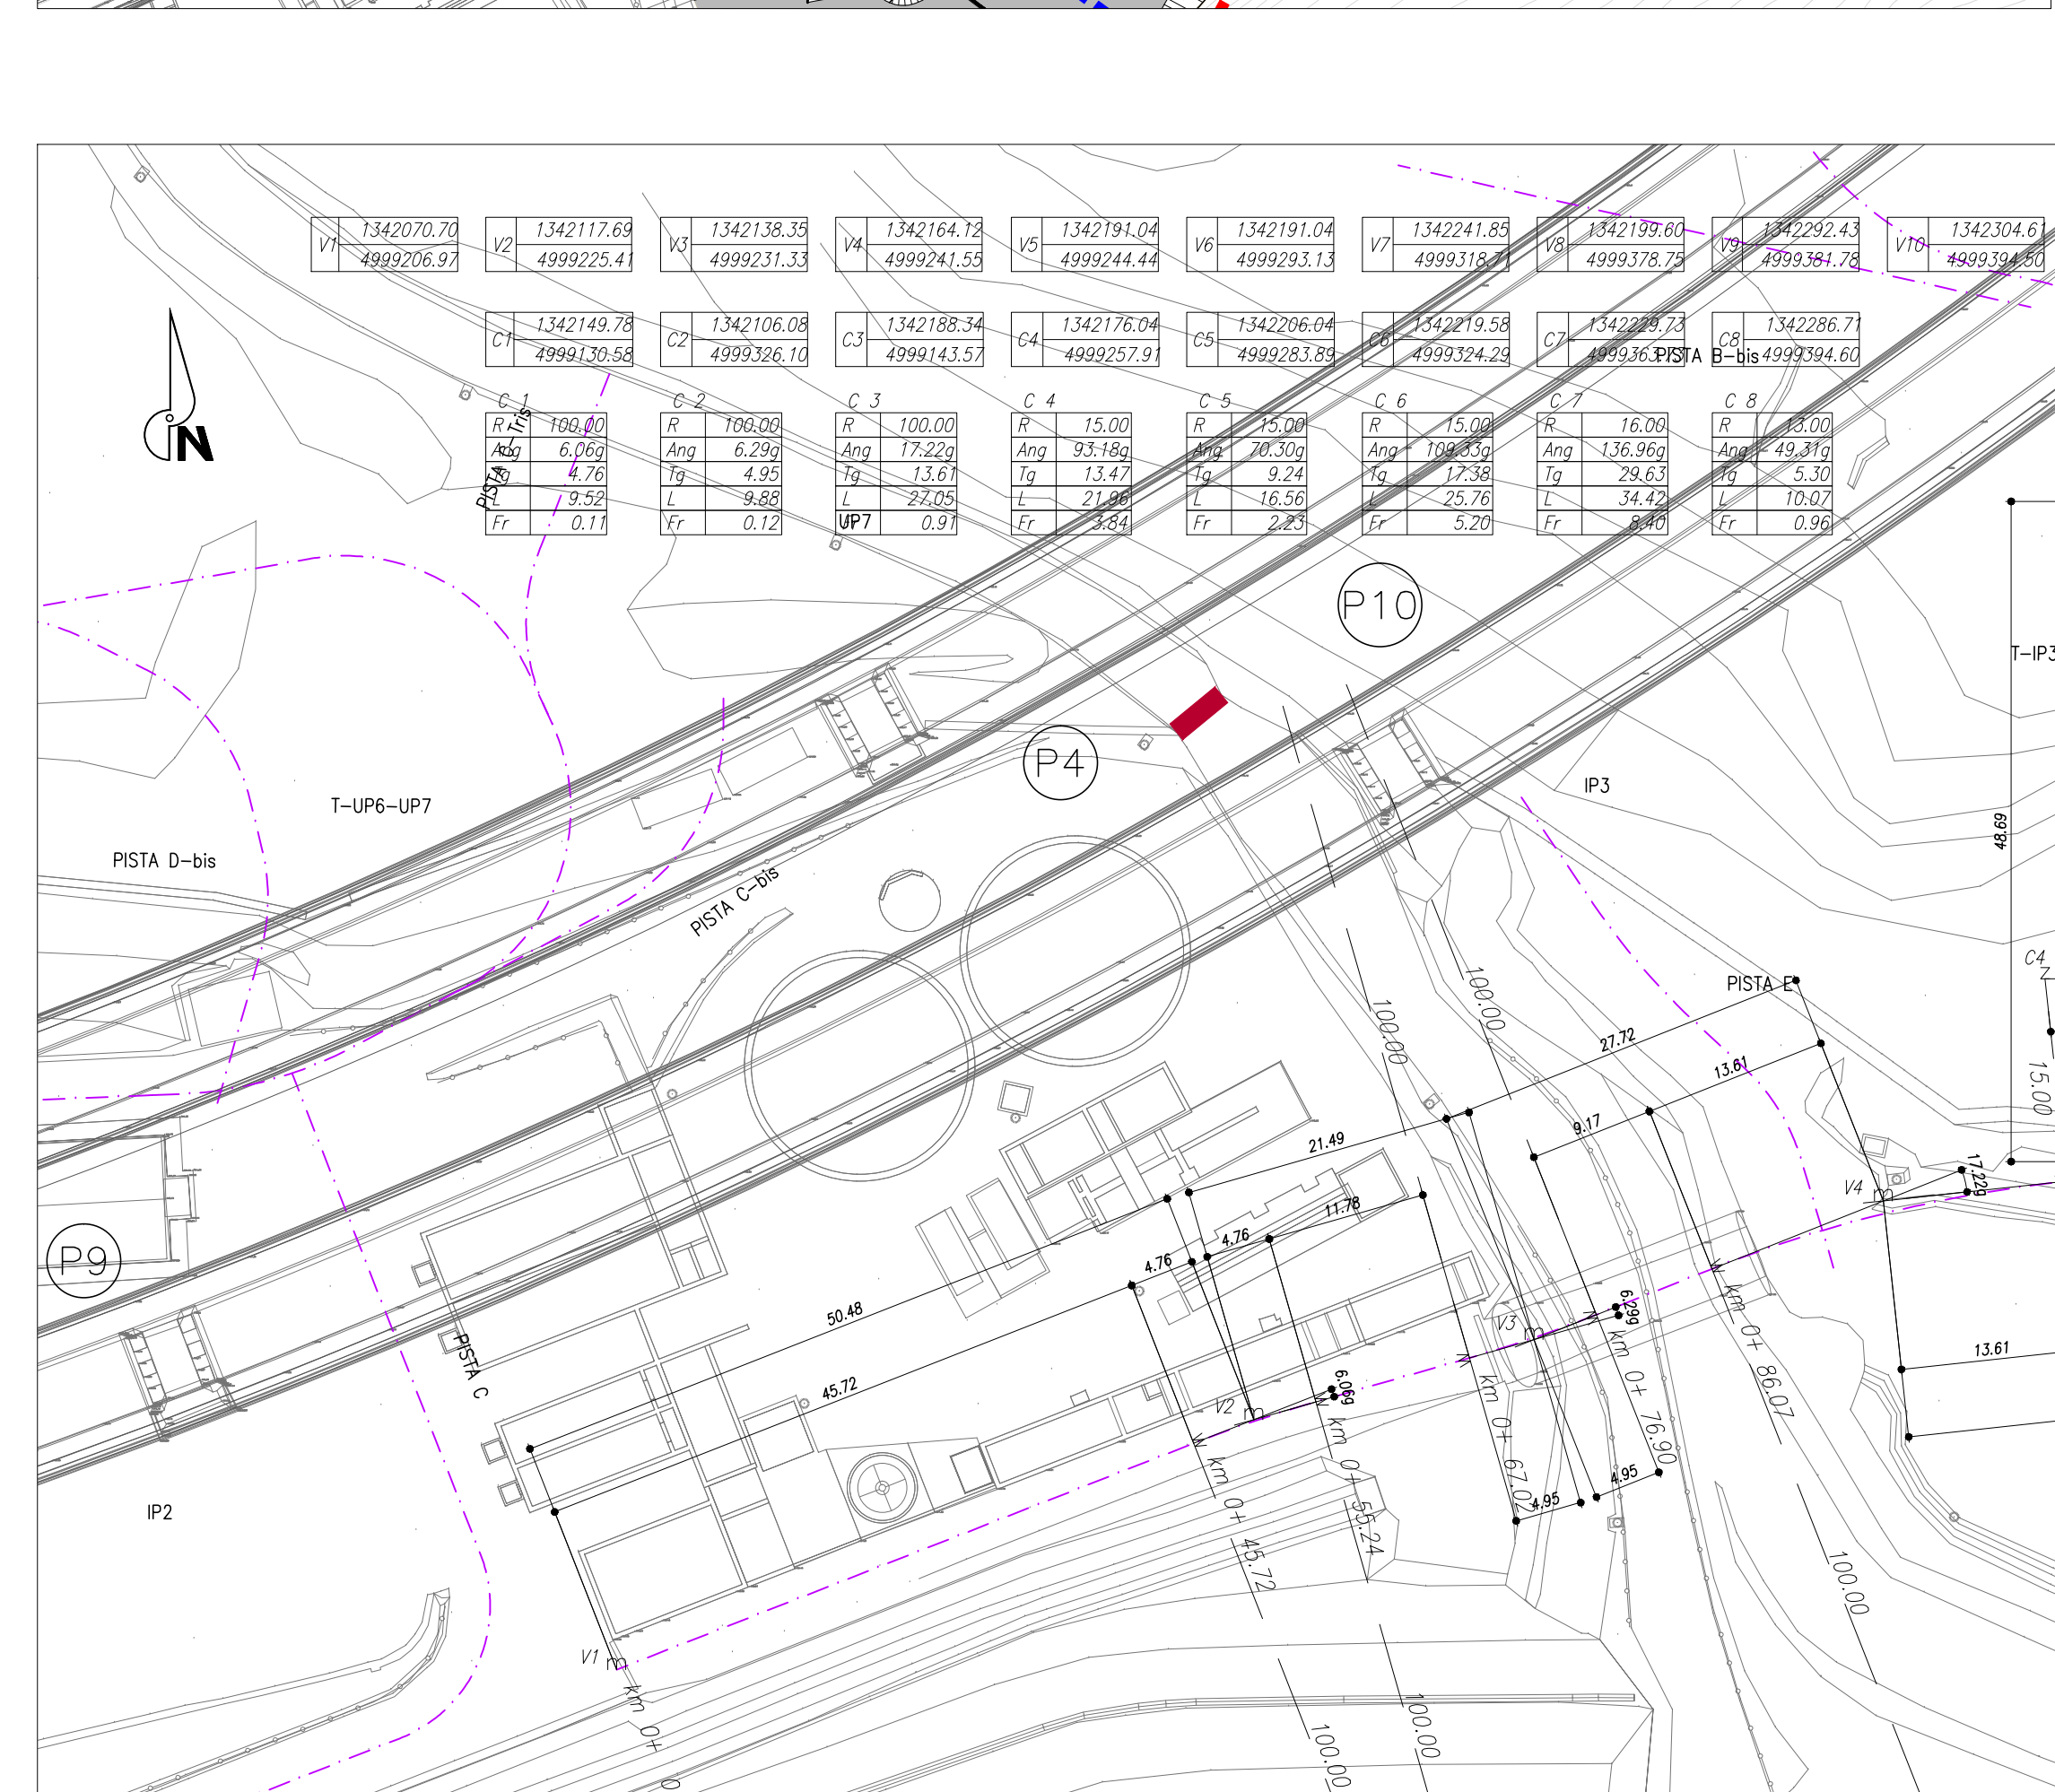 V1 1342070.70 4999206.97
V2 1342117.69 4999225.41
V3 1342138.35 4999231.33
V4 1342164.12 4999241.55
V5 1342191.04 4999244.44
V6 1342191.04 4999293.13
V7 1342241.85
V8 1342199.60 4999378.75
V9 1342292.43 4999381.78
V10 1342304.61 4999394.50
C1 1342149.78 4999130.58
C2 1342106.08 4999326.10
C3 1342188.34 4999143.57
C4 1342176.04 4999257.91
C5 1342206.04 4999283.89
C6 1342219.58 4999324.29
C7 1342229.73
C8 1342286.71 4999394.60
PISTA B-bis
C 1
R 100.00
Ang 6.06g
Tg 4.76
L 9.52
Fr 0.11
C 2
R 100.00
Ang 6.29g
Tg 4.95
L 9.88
Fr 0.12
C 3
R 100.00
Ang 17.22g
Tg 13.61
L 27.05
Fr 0.91
C 4
R 15.00
Ang 93.18g
Tg 13.47
L 21.96
Fr 3.84
C 5
R 15.00
Ang 70.30g
Tg 9.24
L 16.56
Fr 2.23
C 6
R 15.00
Ang 109.33g
Tg 17.38
L 25.76
Fr 5.20
C 7
R 16.00
Ang 136.96g
Tg 29.63
L 34.42
Fr 8.40
C 8
R 13.00
Ang 49.31g
Tg 5.30
L 10.07
Fr 0.96
N
PISTA B-Tris
UP7
P10
T-IP3
P4
IP3
T-UP6-UP7
48.69
PISTA D-bis
PISTA C-bis
C4
PISTA E
100.00
100.00
27.72
13.61
15.00
9.17
21.49
17.22g
V4
11.78
4.76
4.76
P9
50.48
6.29g
V3
km 0+ 86.07
13.61
PISTA C
45.72
6.06g
V2
km 0+ 76.90
km 0+ 67.02
km 0+ 55.24
km 0+ 45.72
4.95
4.95
IP2
100.00
V1
km 0+ 0
100.00
100.00